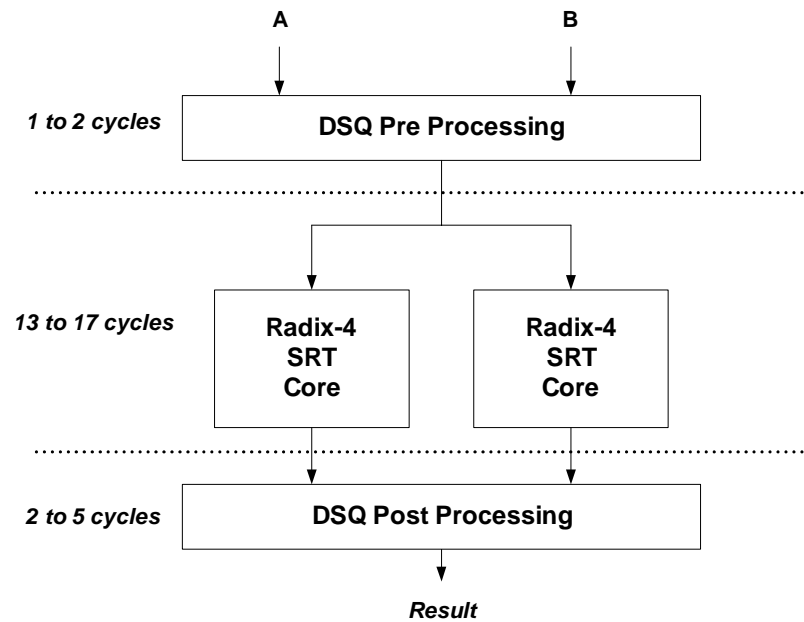 A
B
1 to 2 cycles
DSQ Pre Processing
13 to 17 cycles
Radix-4
SRT
Core
Radix-4
SRT
Core
2 to 5 cycles
DSQ Post Processing
Result